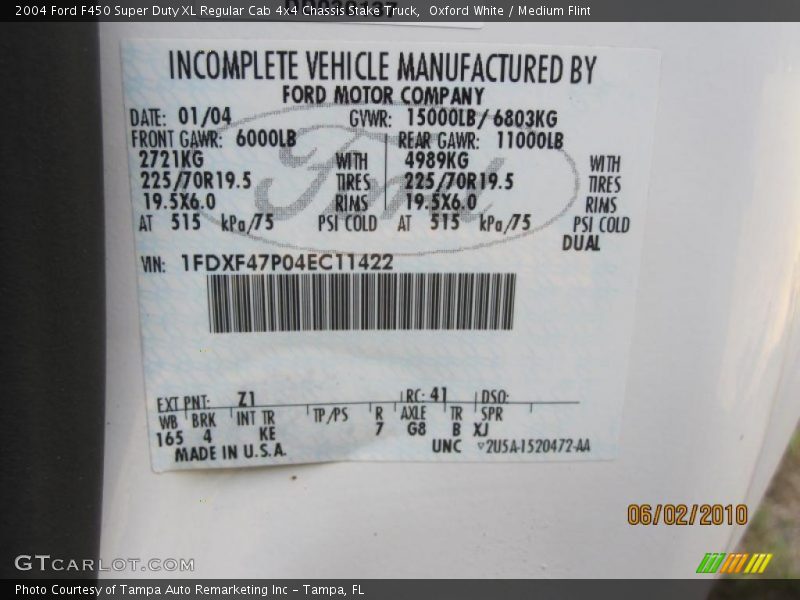 2004 Ford F450 Super Duty XL Regular Cab 4x4 Chassis Stake Truck,  Oxford White / Medium Flint
INCOMPLETE VEHICLE MANUFACTURED BY
FORD MOTOR COMPANY
DATE: 01/04 GVWR: 15000LB/ 6803KG
FRONT GAWR: 6000LB REAR GAWR: 11000LB
2721KG WITH 4989KG WITH
225/70R19.5 TIRES 225/70R19.5 TIRES
19.5X6.0 RIMS 19.5X6.0 RIMS
AT 515 kPa/75 PSI COLD AT 515 kPa/75 PSI COLD
DUAL
Ford
VIN: 1FDXF47P04EC11422
EXT PNT: Z1 RC: 41 DSO:
WB BRK INT TR TP/PS R AXLE TR SPR
165 4 KE 7 G8 B XJ
MADE IN U.S.A. UNC 2U5A-1520472-AA
06/02/2010
GTCARLOT.COM
Photo Courtesy of Tampa Auto Remarketing Inc - Tampa, FL